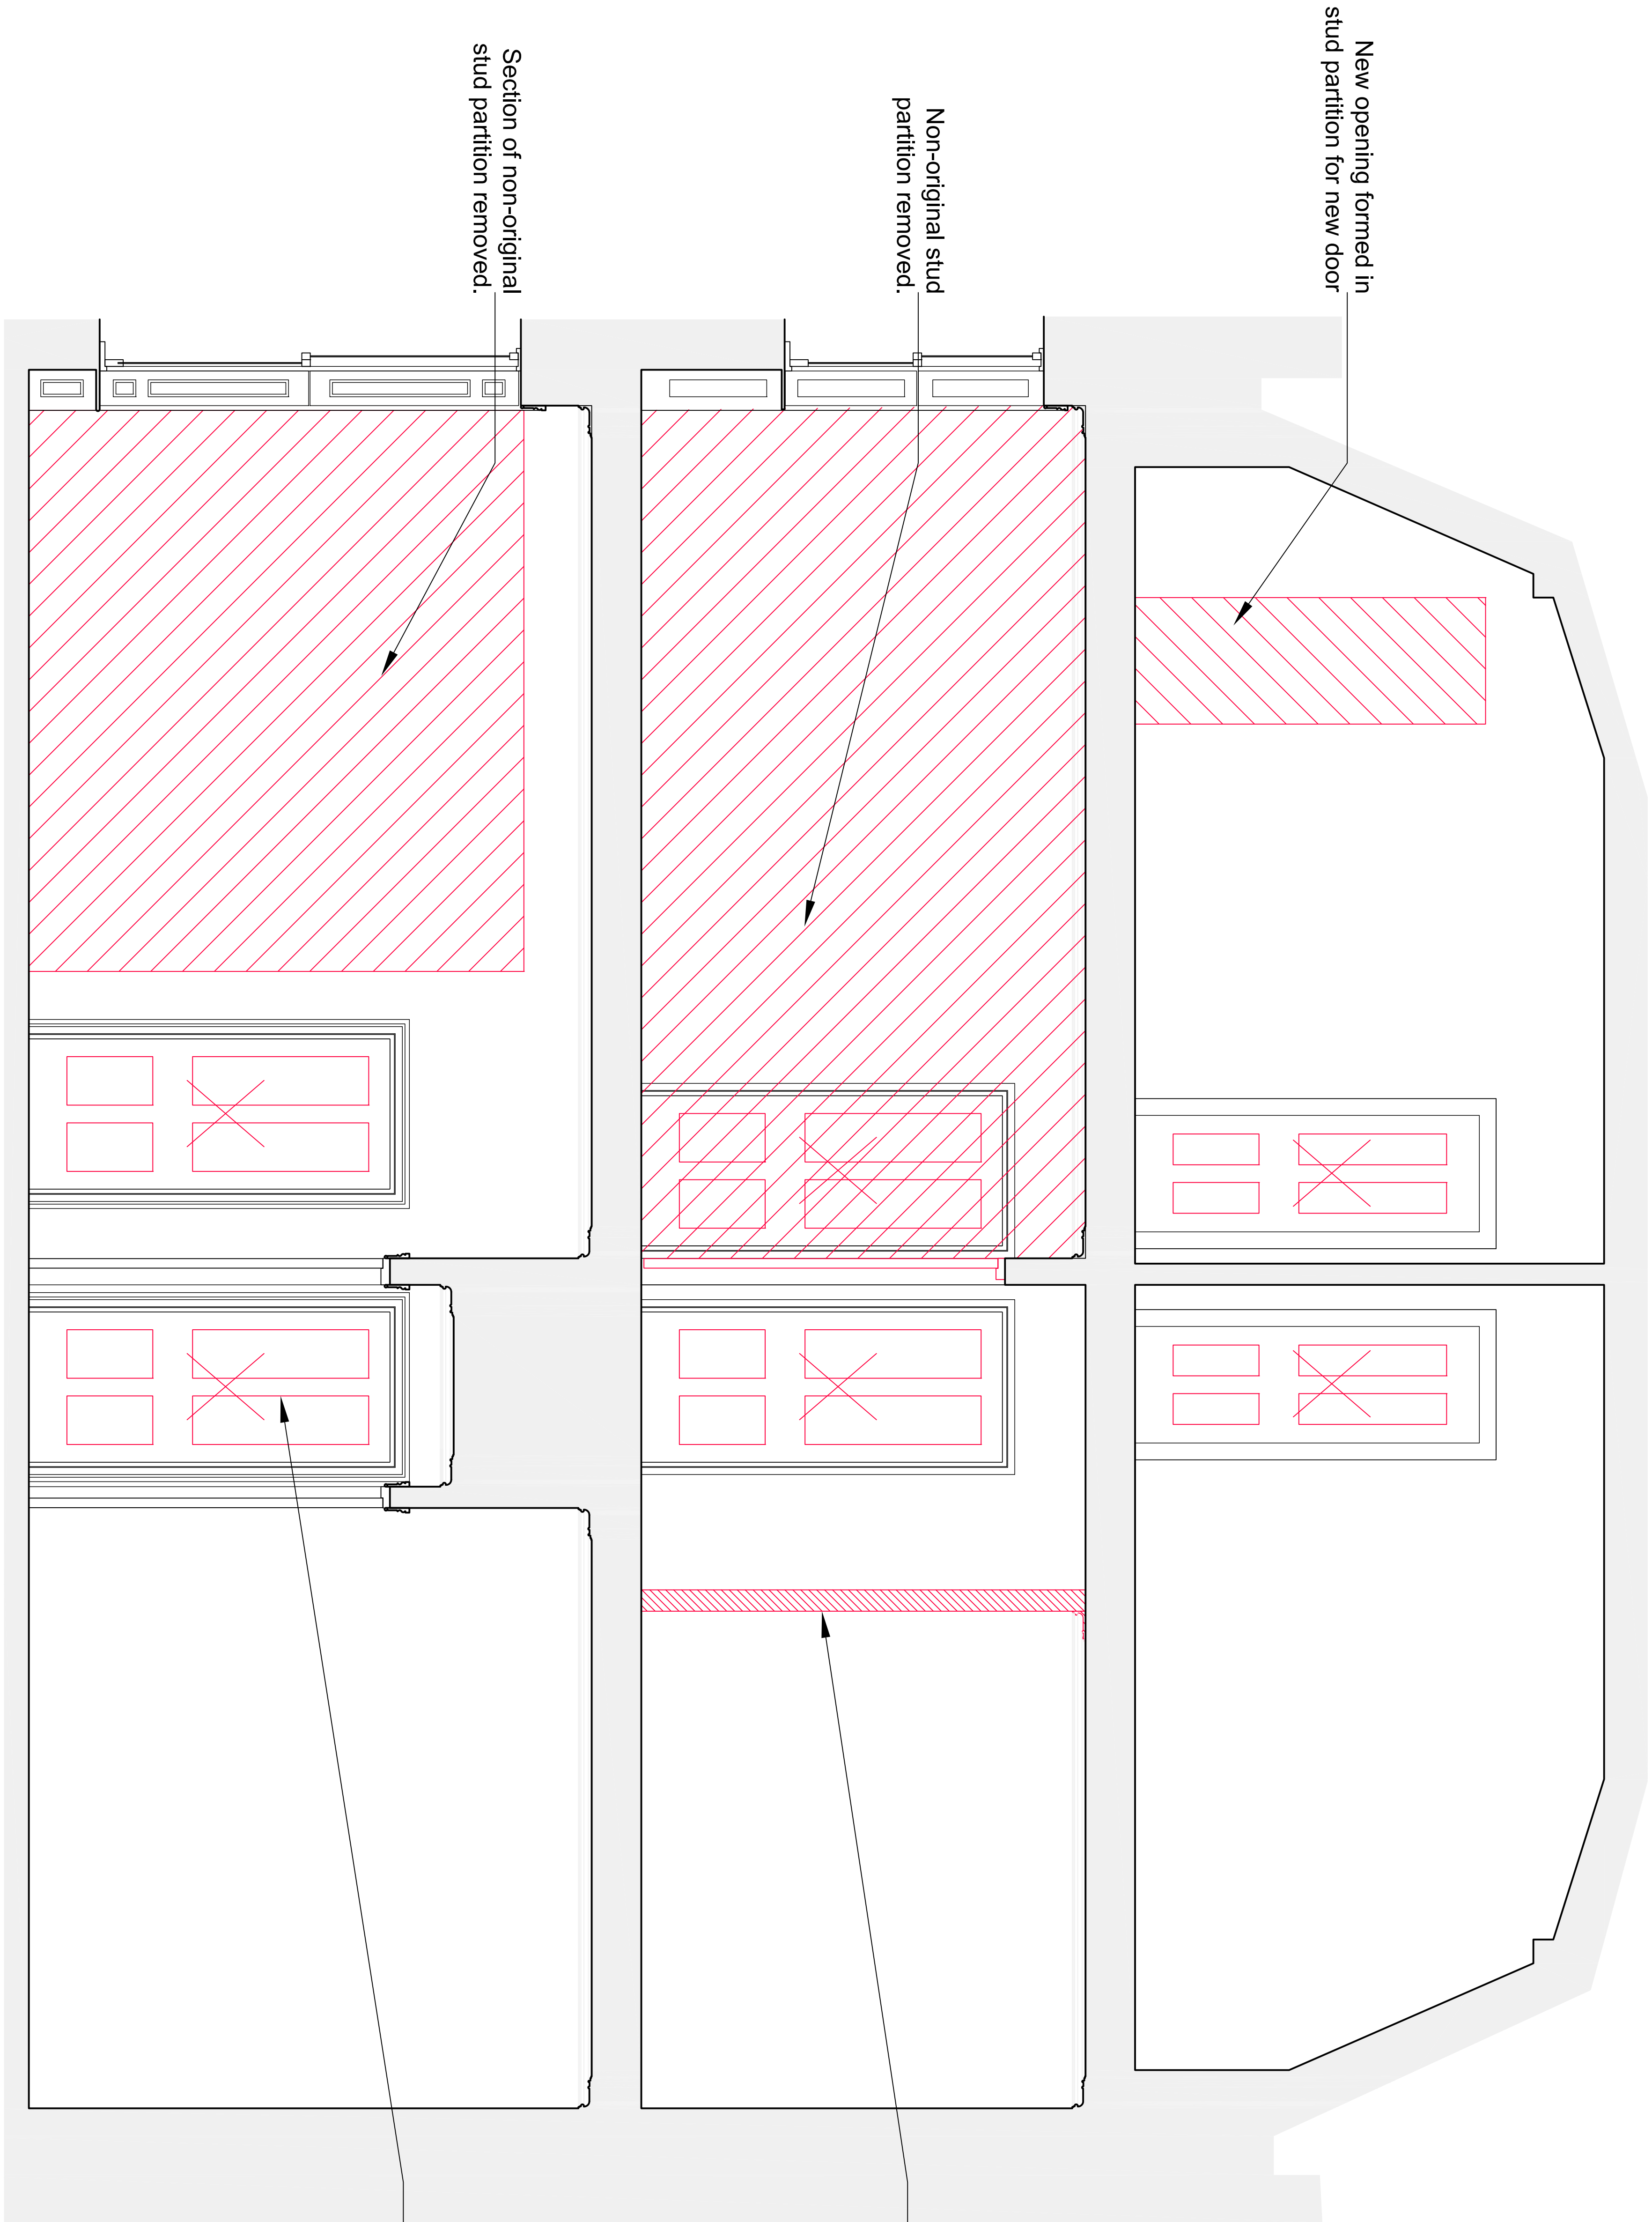 New opening formed in
stud partition for new door
Non-original stud
partition removed.
Section of non-original
stud partition removed.